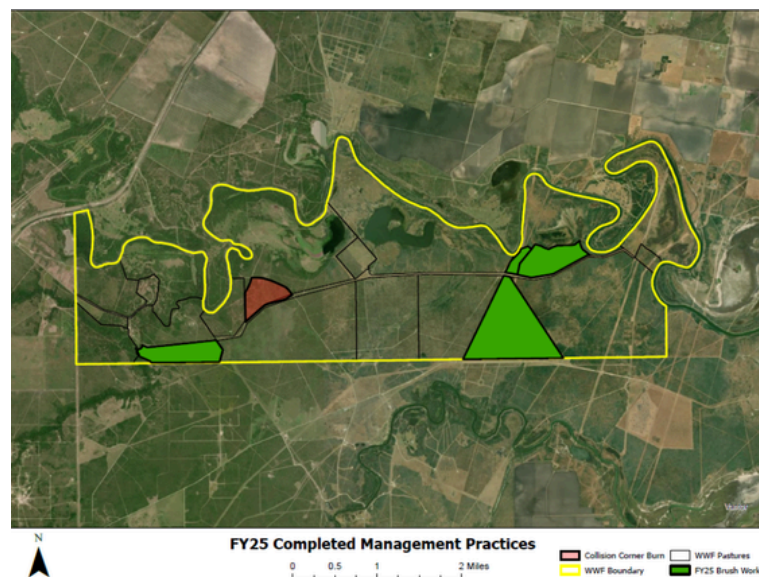 N
FY25 Completed Management Practices
0 0.5 1 2 Miles
Collision Corner Burn WWF Pastures
WWF Boundary FY25 Brush Work